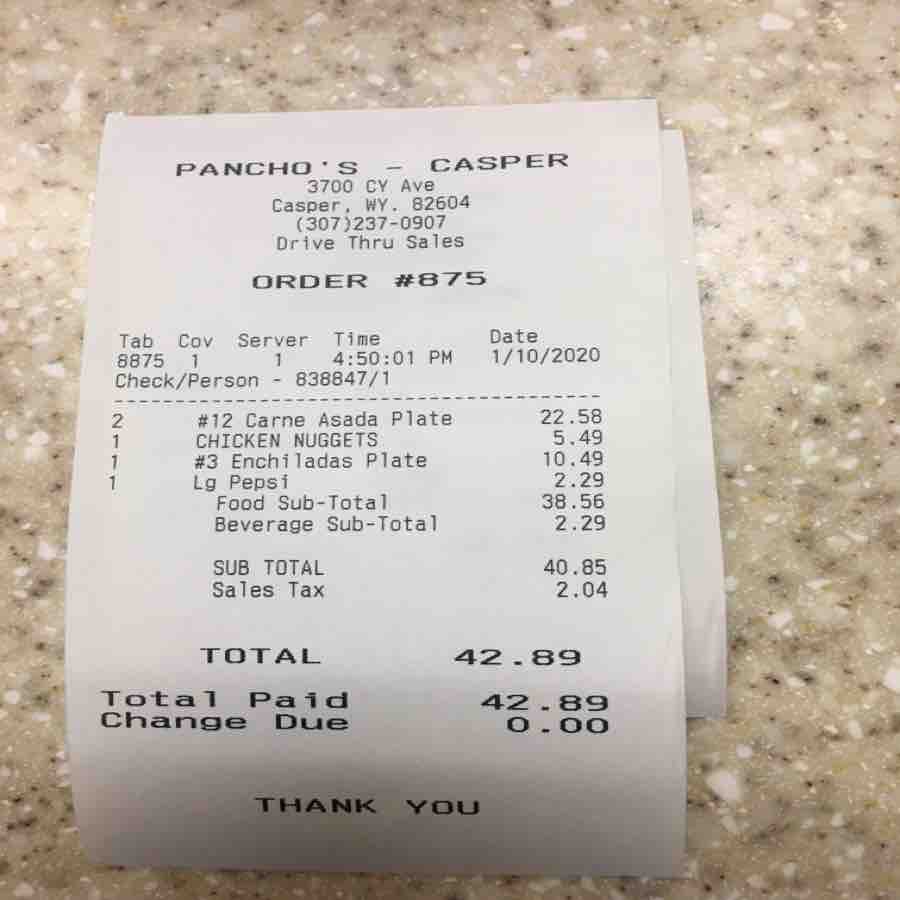 PANCHO'S - CASPER
3700 CY Ave
Casper, WY. 82604
(307)237-0907
Drive Thru Sales
ORDER #875
Tab Cov Server Time Date
8875 1 1 4:50:01 PM 1/10/2020
Check/Person - 838847/1
--------------------------------------------
2 #12 Carne Asada Plate 22.58
1 CHICKEN NUGGETS 5.49
1 #3 Enchiladas Plate 10.49
1 Lg Pepsi 2.29
Food Sub-Total 38.56
Beverage Sub-Total 2.29
SUB TOTAL 40.85
Sales Tax 2.04
TOTAL 42.89
Total Paid 42.89
Change Due 0.00
THANK YOU